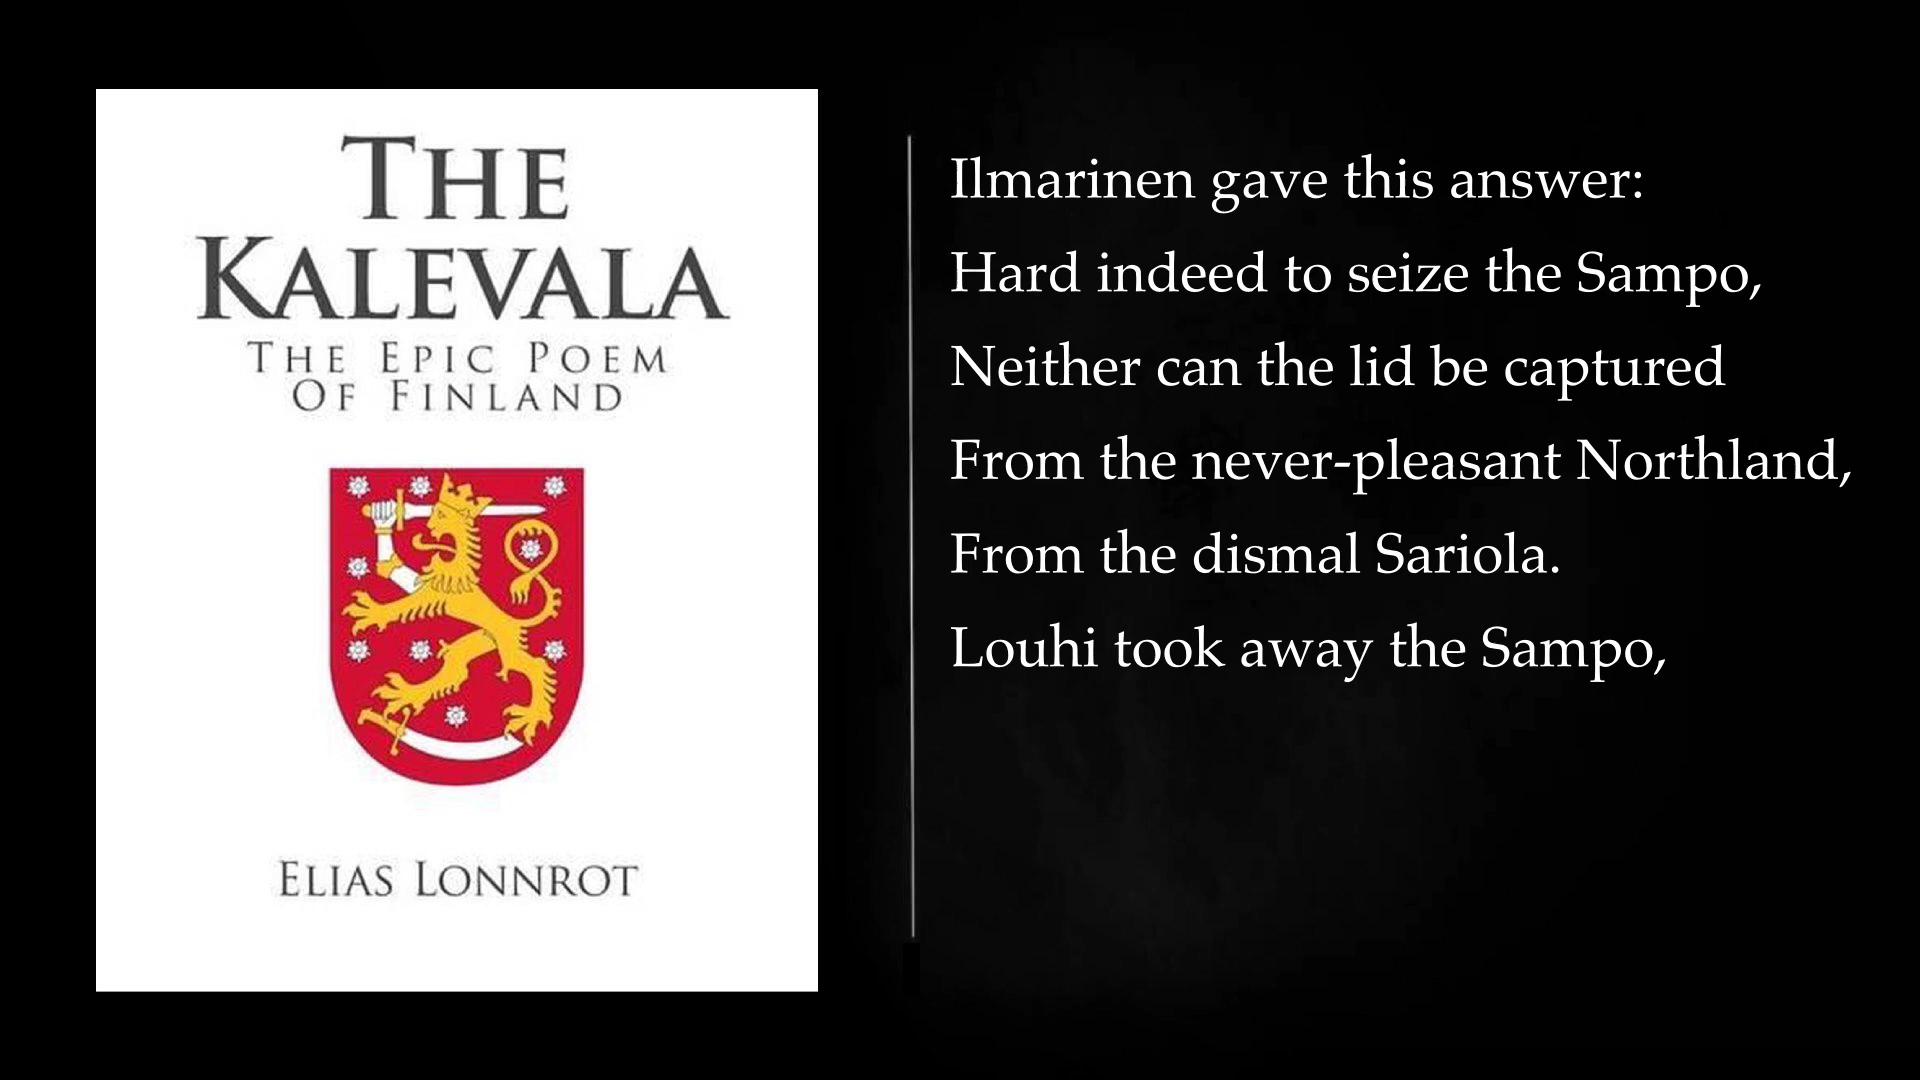 THE
KALEVALA
THE EPIC POEM
OF FINLAND
ELIAS LONNROT
Ilmarinen gave this answer:
Hard indeed to seize the Sampo,
Neither can the lid be captured
From the never-pleasant Northland,
From the dismal Sariola.
Louhi took away the Sampo,